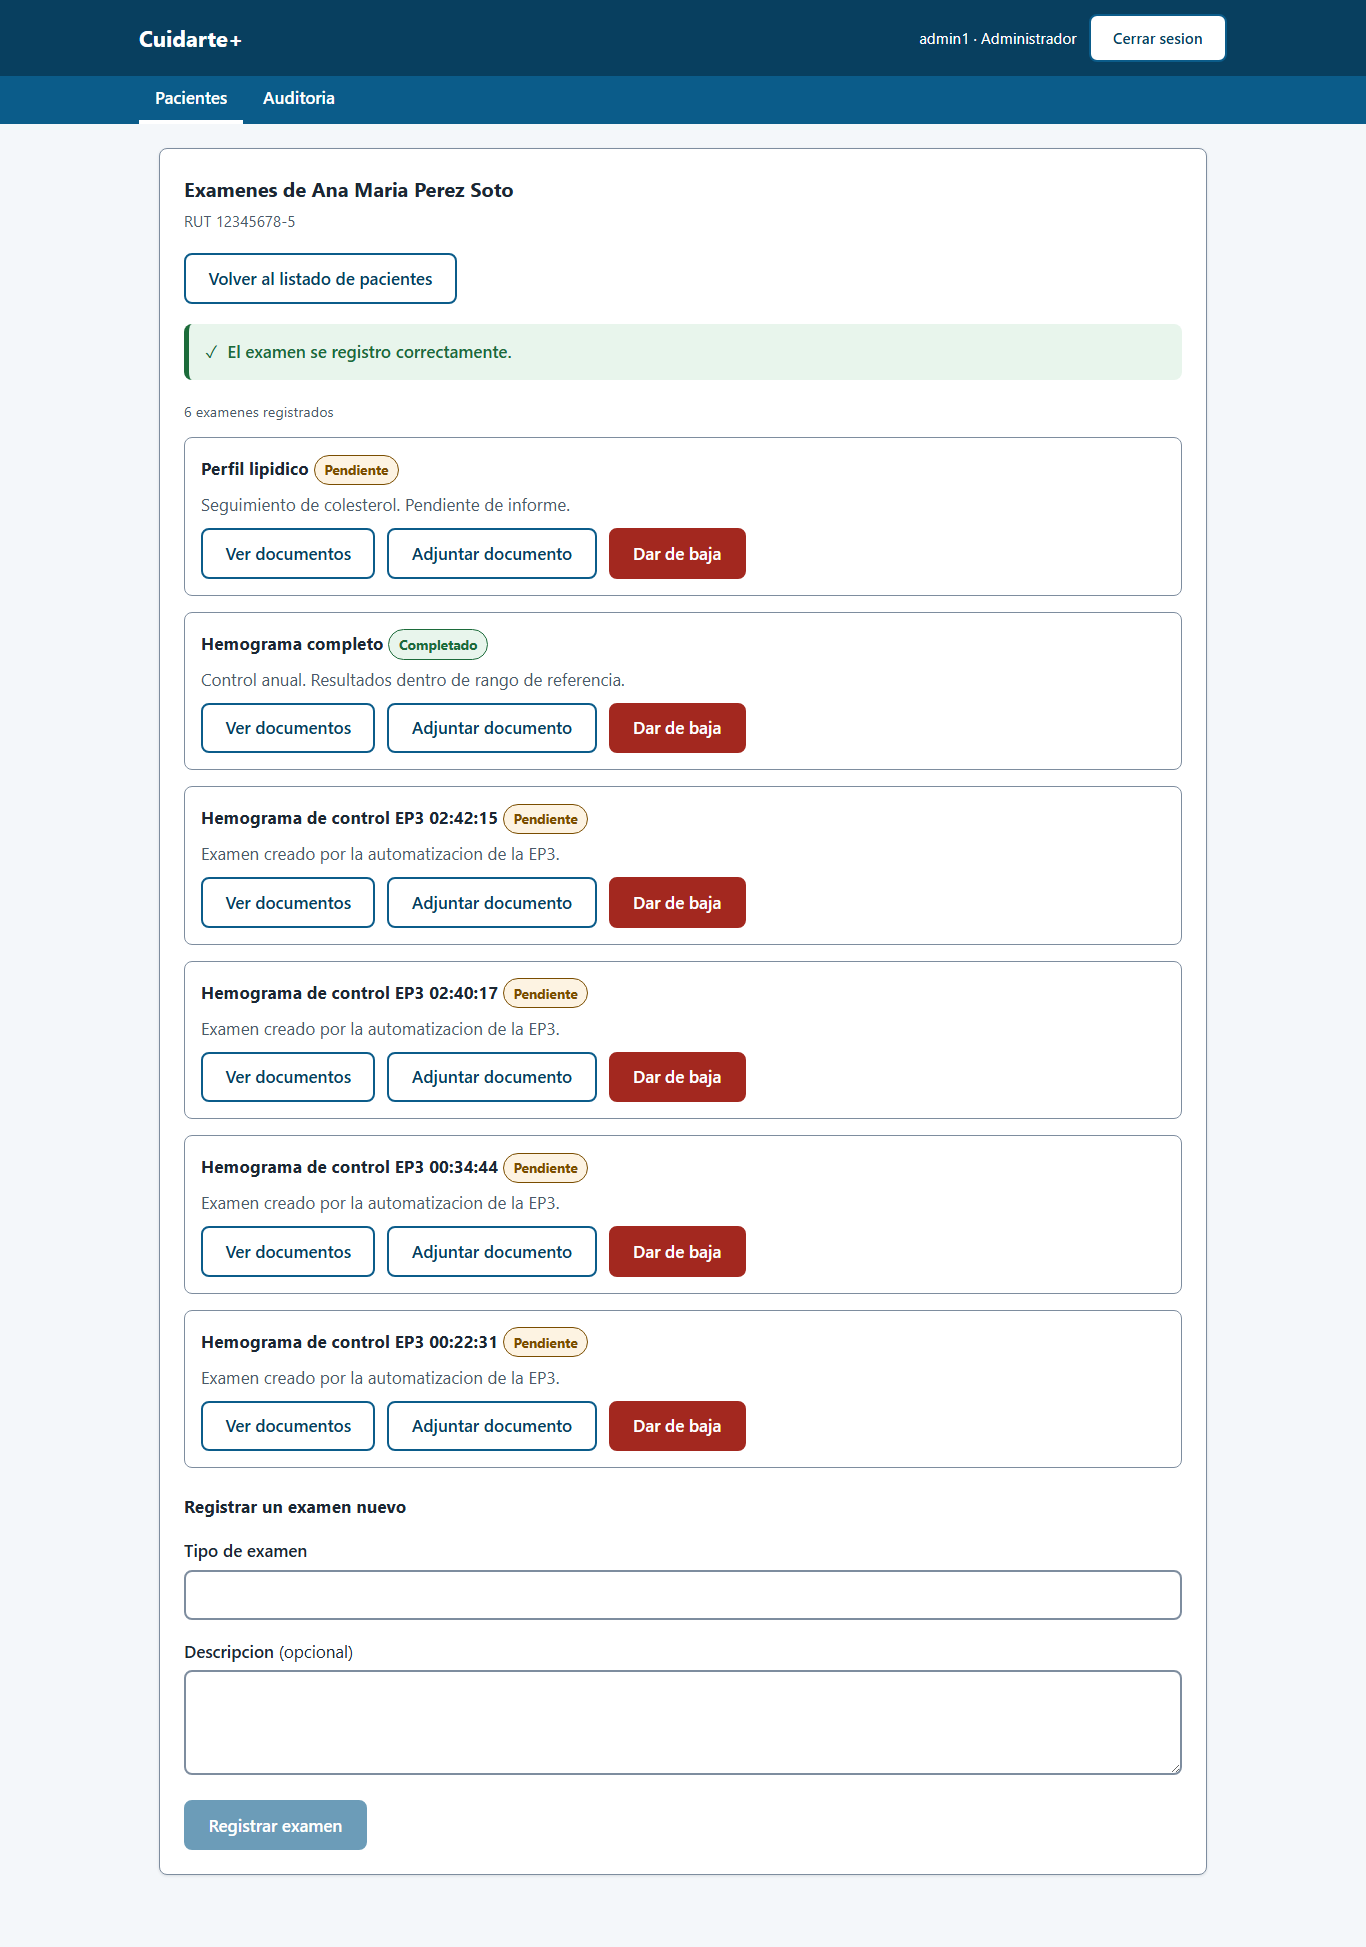 Cuidarte+
admin1 · Administrador
Cerrar sesion
Pacientes
Auditoria
Examenes de Ana Maria Perez Soto
RUT 12345678-5
Volver al listado de pacientes
✓ El examen se registro correctamente.
6 examenes registrados
Perfil lipidico Pendiente
Seguimiento de colesterol. Pendiente de informe.
Ver documentos
Adjuntar documento
Dar de baja
Hemograma completo Completado
Control anual. Resultados dentro de rango de referencia.
Ver documentos
Adjuntar documento
Dar de baja
Hemograma de control EP3 02:42:15 Pendiente
Examen creado por la automatizacion de la EP3.
Ver documentos
Adjuntar documento
Dar de baja
Hemograma de control EP3 02:40:17 Pendiente
Examen creado por la automatizacion de la EP3.
Ver documentos
Adjuntar documento
Dar de baja
Hemograma de control EP3 00:34:44 Pendiente
Examen creado por la automatizacion de la EP3.
Ver documentos
Adjuntar documento
Dar de baja
Hemograma de control EP3 00:22:31 Pendiente
Examen creado por la automatizacion de la EP3.
Ver documentos
Adjuntar documento
Dar de baja
Registrar un examen nuevo
Tipo de examen
Descripcion (opcional)
Registrar examen